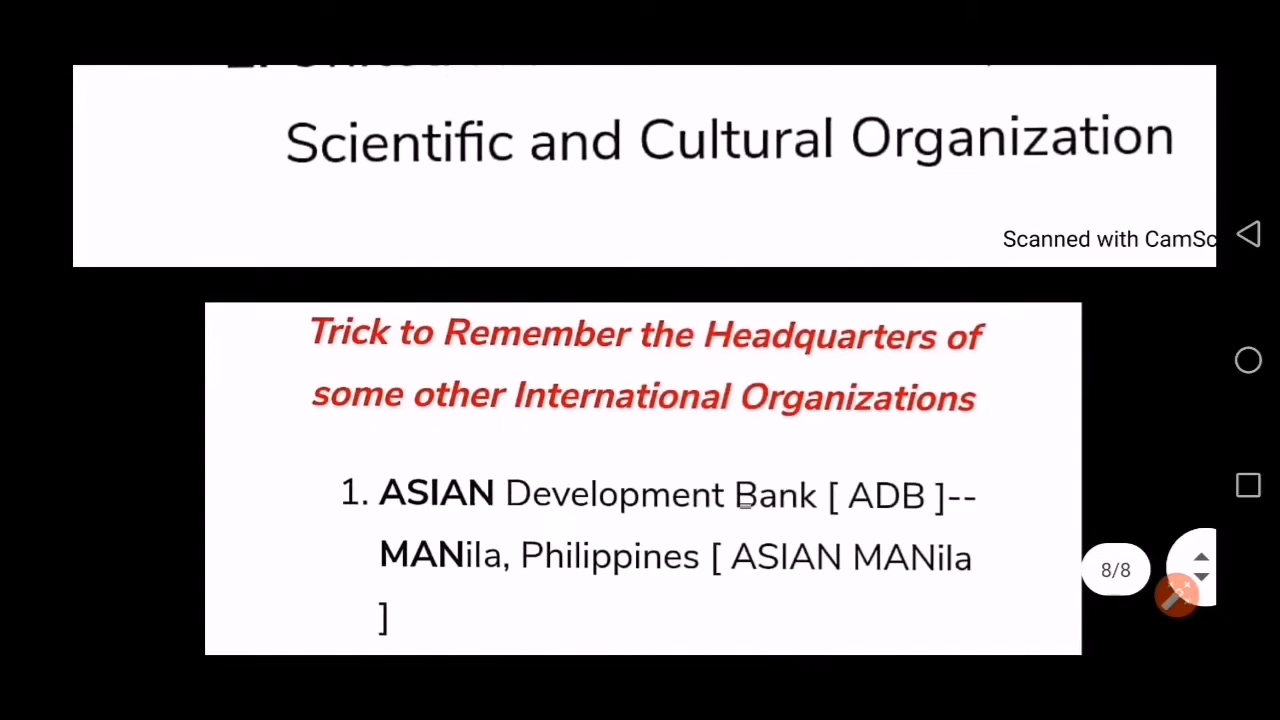 Scientific and Cultural Organization
Scanned with CamSc
Trick to Remember the Headquarters of
some other International Organizations
1. ASIAN Development Bank [ ADB ]--
MANila, Philippines [ ASIAN MANila
]
8/8